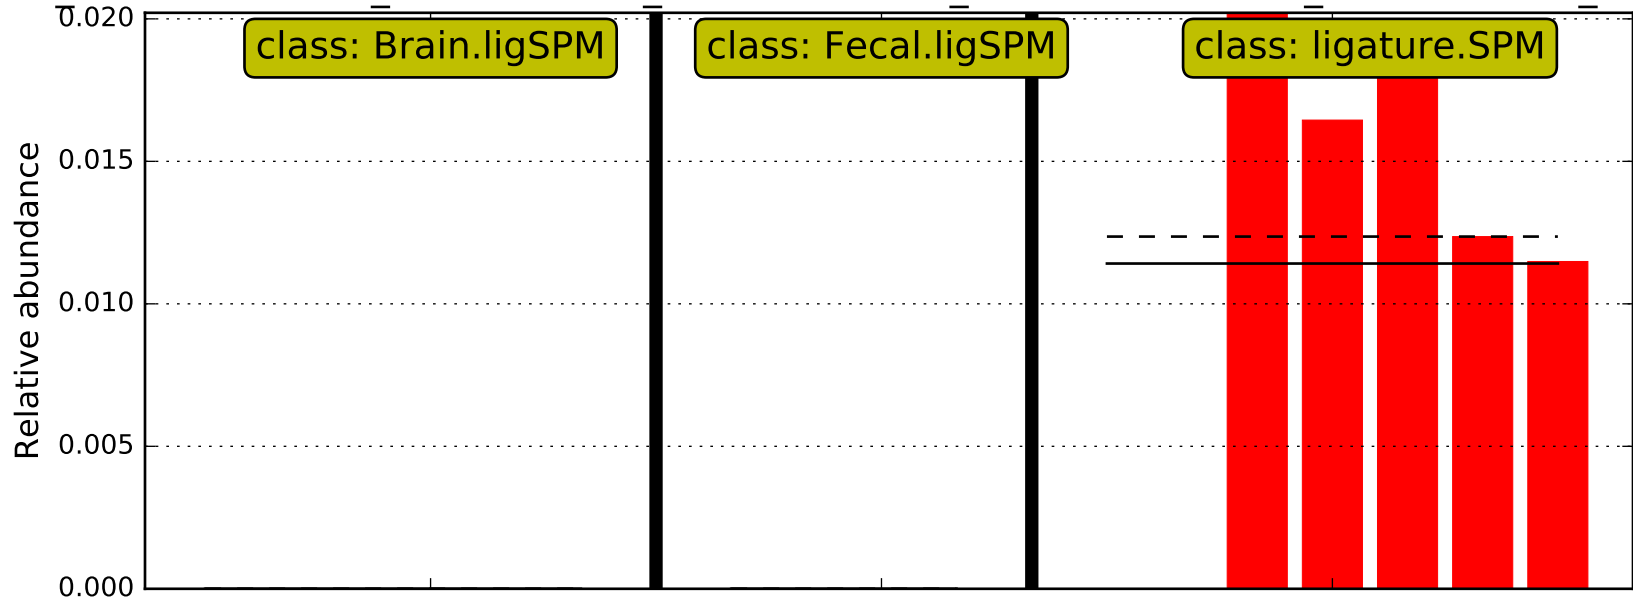 class: Brain.ligSPM
class: Fecal.ligSPM
class: ligature.SPM
Relative abundance
0.020
0.015
0.010
0.005
0.000